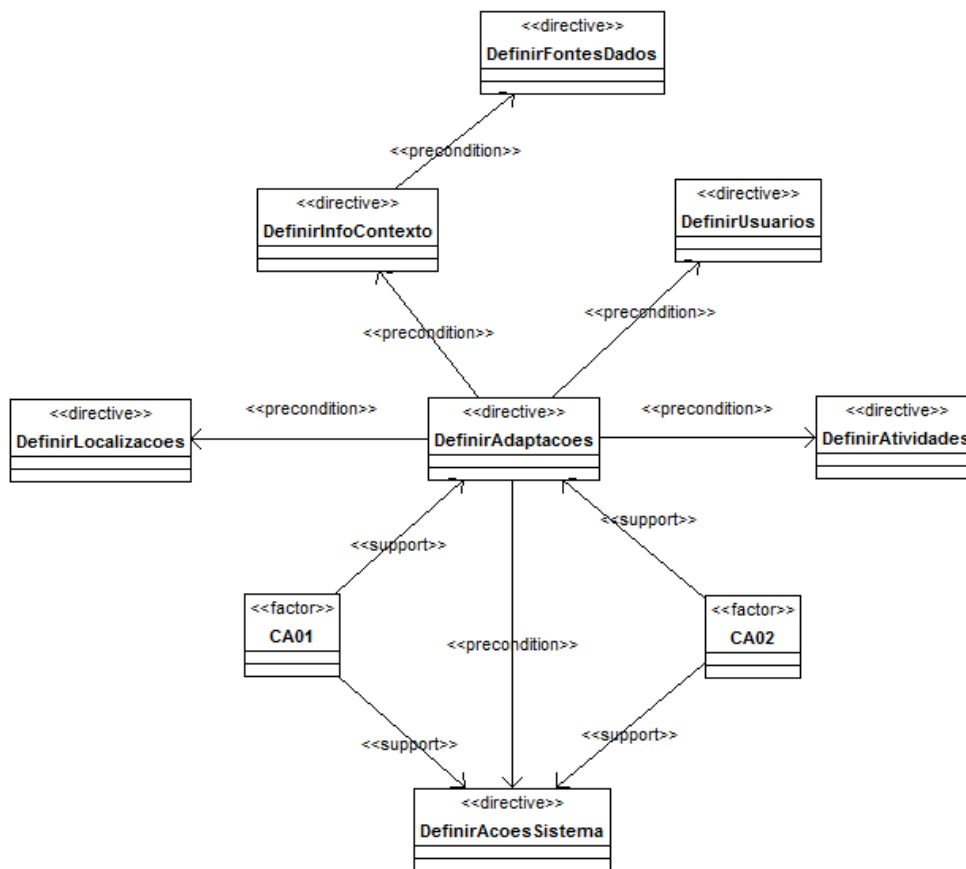 <<directive>>
DefinirFontesDados
<<precondition>>
<<directive>>
DefinirInfoContexto
<<directive>>
DefinirUsuarios
<<precondition>>
<<precondition>>
<<directive>>
DefinirLocalizacoes
<<precondition>>
<<directive>>
DefinirAdaptacoes
<<precondition>>
<<directive>>
DefinirAtividades
<<support>>
<<support>>
<<factor>>
CA01
<<precondition>>
<<factor>>
CA02
<<support>>
<<support>>
<<directive>>
DefinirAcoesSistema